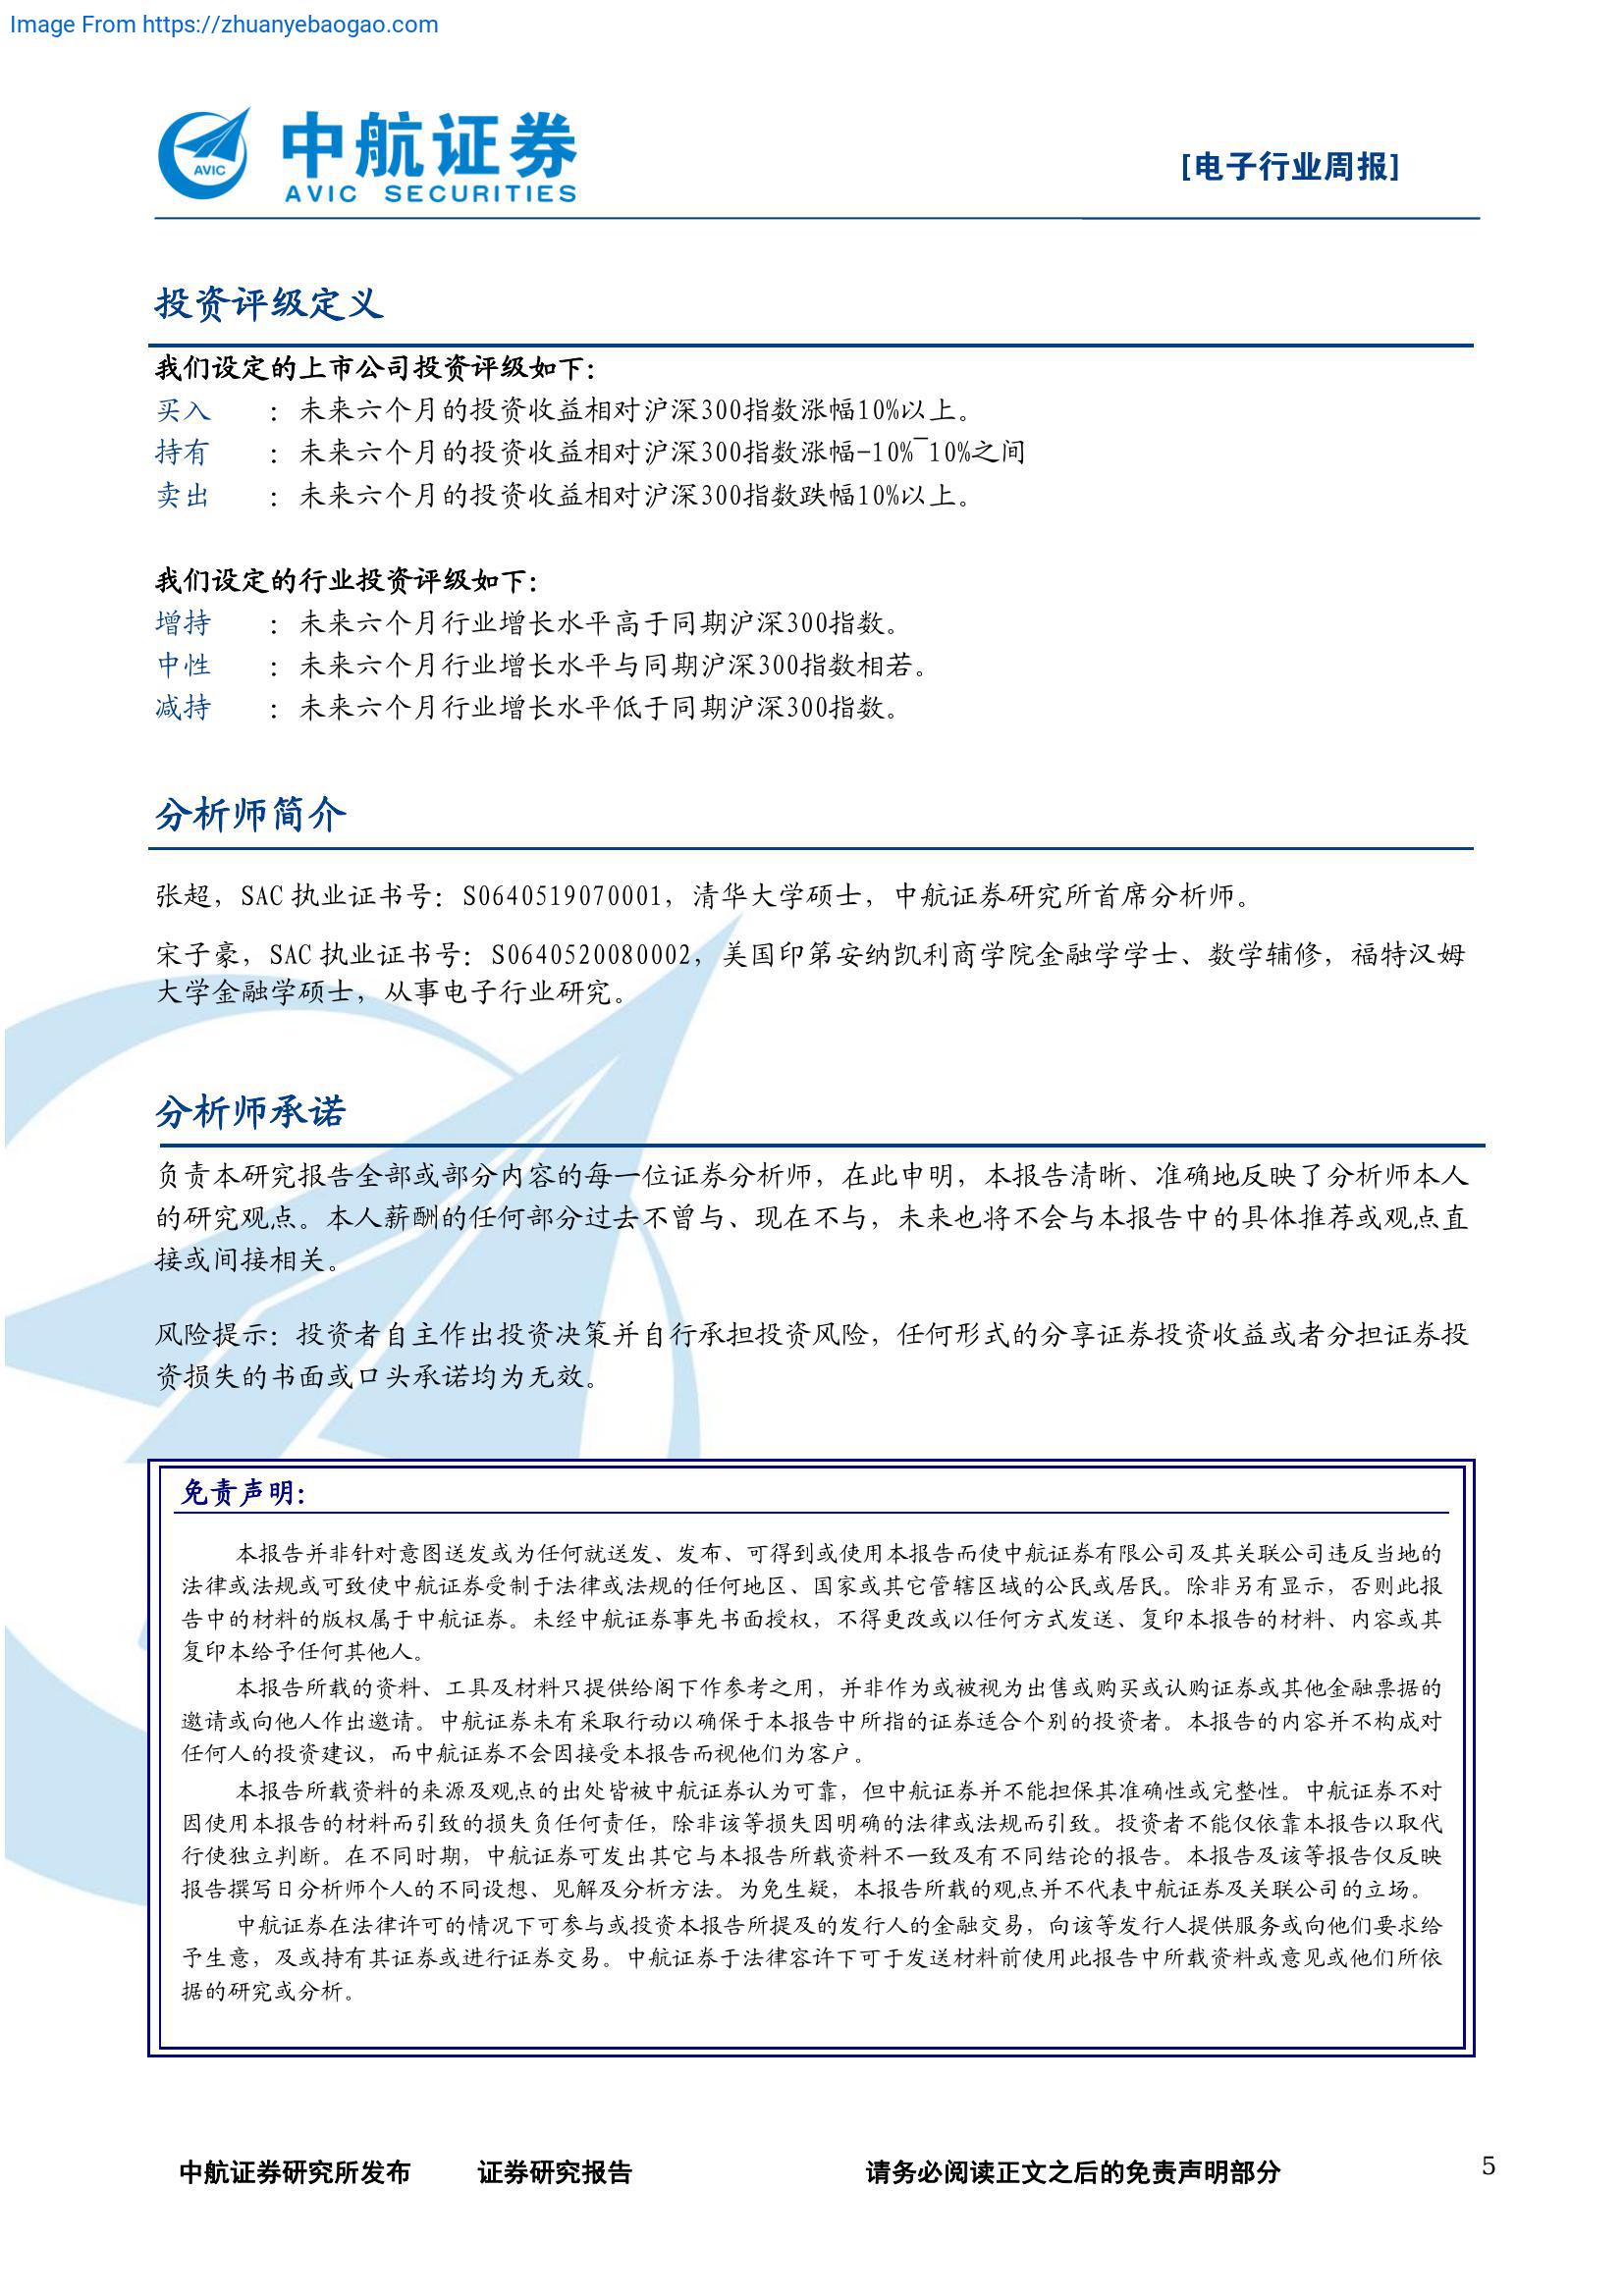 Image From https://zhuanyebaogao.com
中航证券
AVIC SECURITIES
AVIC
[电子行业周报]
投资评级定义
我们设定的上市公司投资评级如下：
买入 ：未来六个月的投资收益相对沪深300指数涨幅10%以上。
持有 ：未来六个月的投资收益相对沪深300指数涨幅-10%~10%之间
卖出 ：未来六个月的投资收益相对沪深300指数跌幅10%以上。
我们设定的行业投资评级如下：
增持 ：未来六个月行业增长水平高于同期沪深300指数。
中性 ：未来六个月行业增长水平与同期沪深300指数相若。
减持 ：未来六个月行业增长水平低于同期沪深300指数。
分析师简介
张超，SAC 执业证书号：S0640519070001，清华大学硕士，中航证券研究所首席分析师。
宋子豪，SAC 执业证书号：S0640520080002，美国印第安纳凯利商学院金融学学士、数学辅修，福特汉姆
大学金融学硕士，从事电子行业研究。
分析师承诺
负责本研究报告全部或部分内容的每一位证券分析师，在此申明，本报告清晰、准确地反映了分析师本人
的研究观点。本人薪酬的任何部分过去不曾与、现在不与，未来也将不会与本报告中的具体推荐或观点直
接或间接相关。
风险提示：投资者自主作出投资决策并自行承担投资风险，任何形式的分享证券投资收益或者分担证券投
资损失的书面或口头承诺均为无效。
免责声明：
本报告并非针对意图送发或为任何就送发、发布、可得到或使用本报告而使中航证券有限公司及其关联公司违反当地的
法律或法规或可致使中航证券受制于法律或法规的任何地区、国家或其它管辖区域的公民或居民。除非另有显示，否则此报
告中的材料的版权属于中航证券。未经中航证券事先书面授权，不得更改或以任何方式发送、复印本报告的材料、内容或其
复印本给予任何其他人。
本报告所载的资料、工具及材料只提供给阁下作参考之用，并非作为或被视为出售或购买或认购证券或其他金融票据的
邀请或向他人作出邀请。中航证券未有采取行动以确保于本报告中所指的证券适合个别的投资者。本报告的内容并不构成对
任何人的投资建议，而中航证券不会因接受本报告而视他们为客户。
本报告所载资料的来源及观点的出处皆被中航证券认为可靠，但中航证券并不能担保其准确性或完整性。中航证券不对
因使用本报告的材料而引致的损失负任何责任，除非该等损失因明确的法律或法规而引致。投资者不能仅依靠本报告以取代
行使独立判断。在不同时期，中航证券可发出其它与本报告所载资料不一致及有不同结论的报告。本报告及该等报告仅反映
报告撰写日分析师个人的不同设想、见解及分析方法。为免生疑，本报告所载的观点并不代表中航证券及关联公司的立场。
中航证券在法律许可的情况下可参与或投资本报告所提及的发行人的金融交易，向该等发行人提供服务或向他们要求给
予生意，及或持有其证券或进行证券交易。中航证券于法律容许下可于发送材料前使用此报告中所载资料或意见或他们所依
据的研究或分析。
中航证券研究所发布 证券研究报告 请务必阅读正文之后的免责声明部分 5